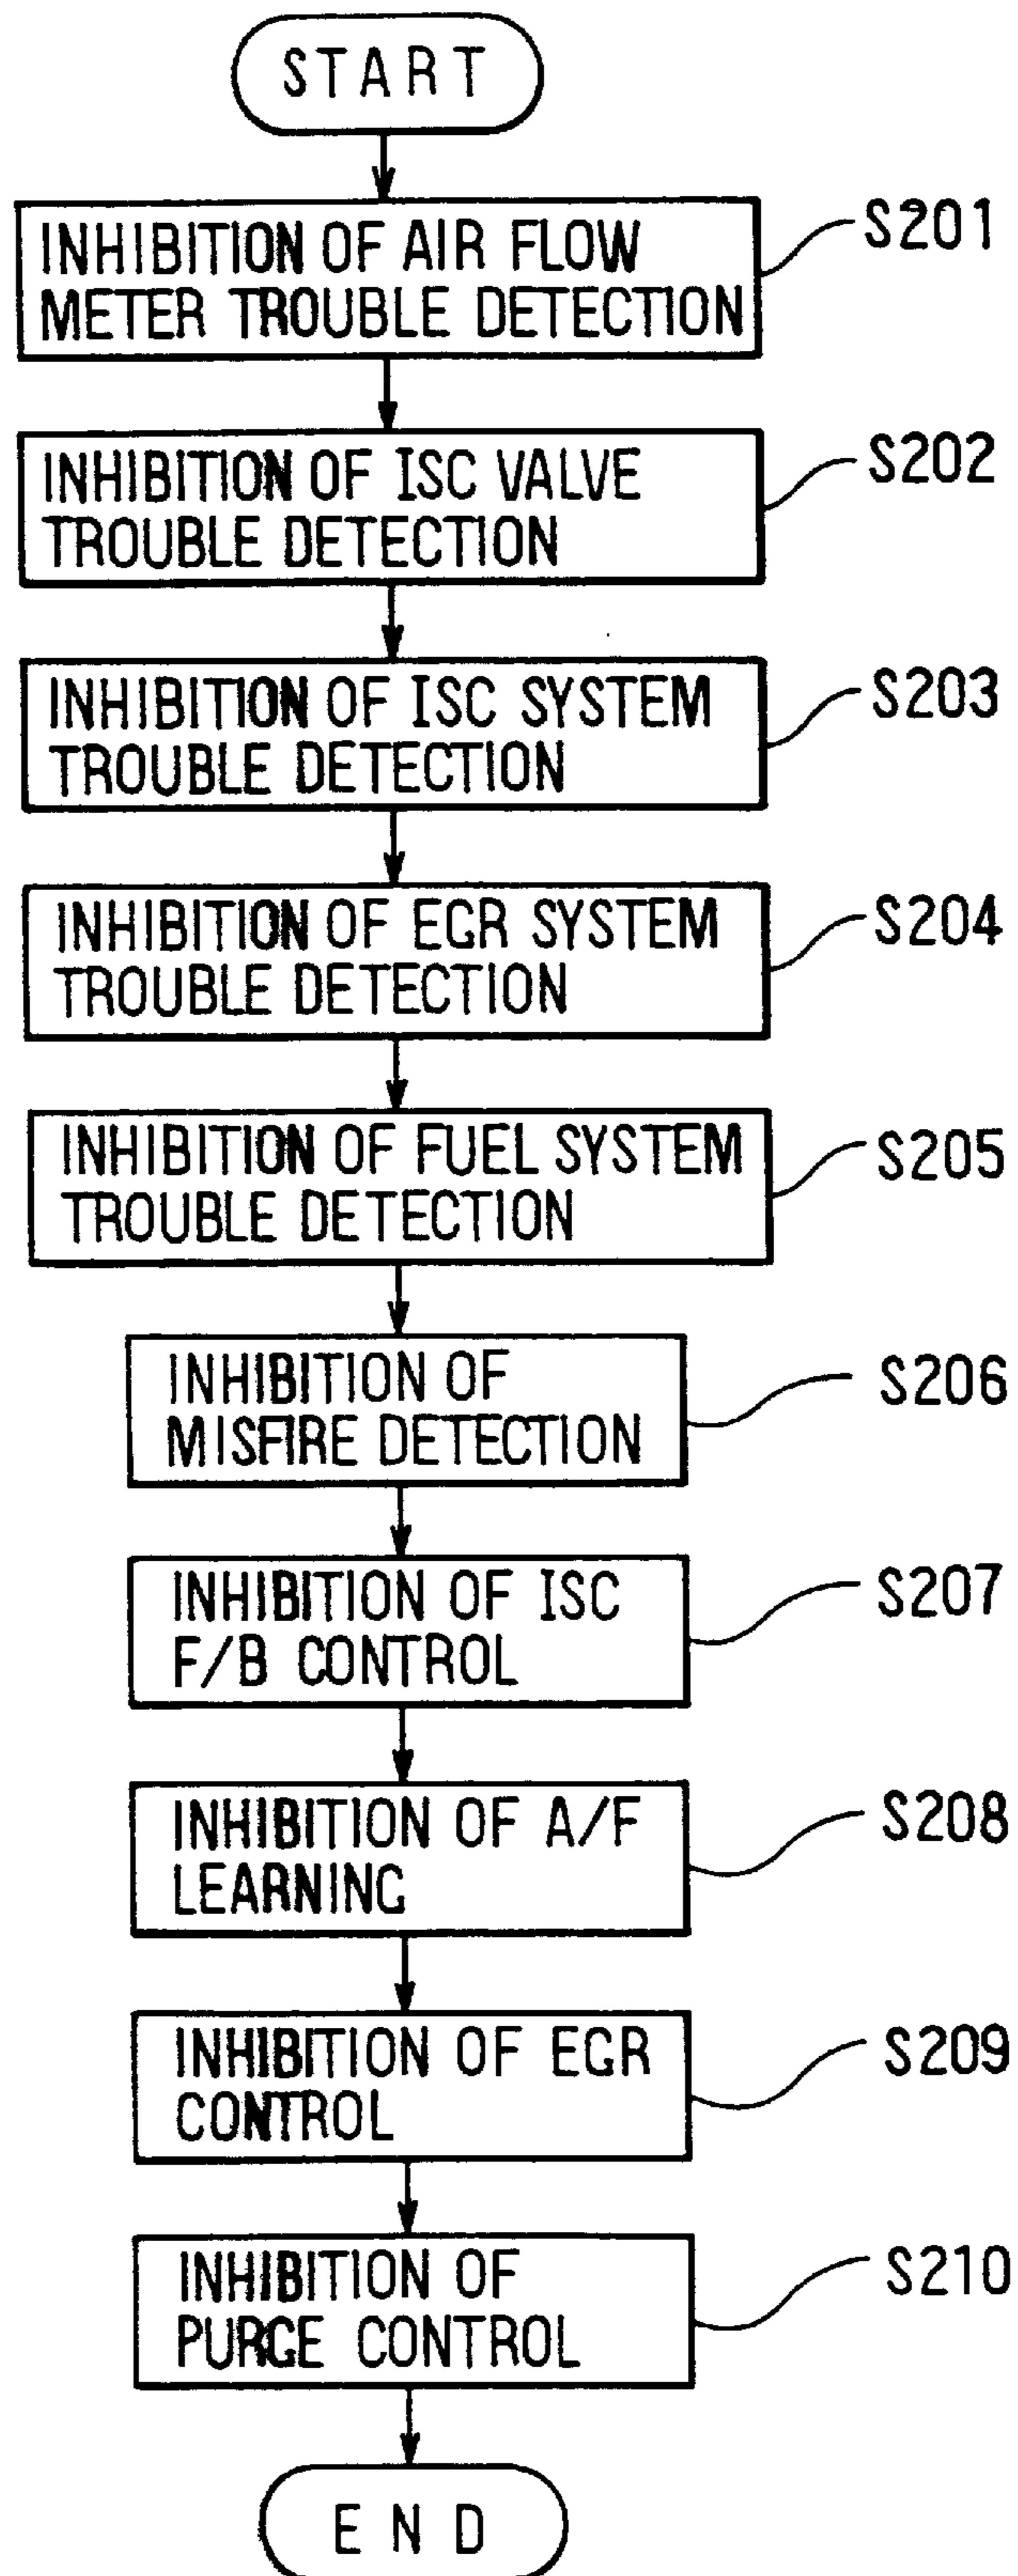 START
INHIBITION OF AIR FLOW
METER TROUBLE DETECTION
S201
INHIBITION OF ISC VALVE
TROUBLE DETECTION
S202
INHIBITION OF ISC SYSTEM
TROUBLE DETECTION
S203
INHIBITION OF EGR SYSTEM
TROUBLE DETECTION
S204
INHIBITION OF FUEL SYSTEM
TROUBLE DETECTION
S205
INHIBITION OF
MISFIRE DETECTION
S206
INHIBITION OF ISC
F/B CONTROL
S207
INHIBITION OF A/F
LEARNING
S208
INHIBITION OF EGR
CONTROL
S209
INHIBITION OF
PURGE CONTROL
S210
END